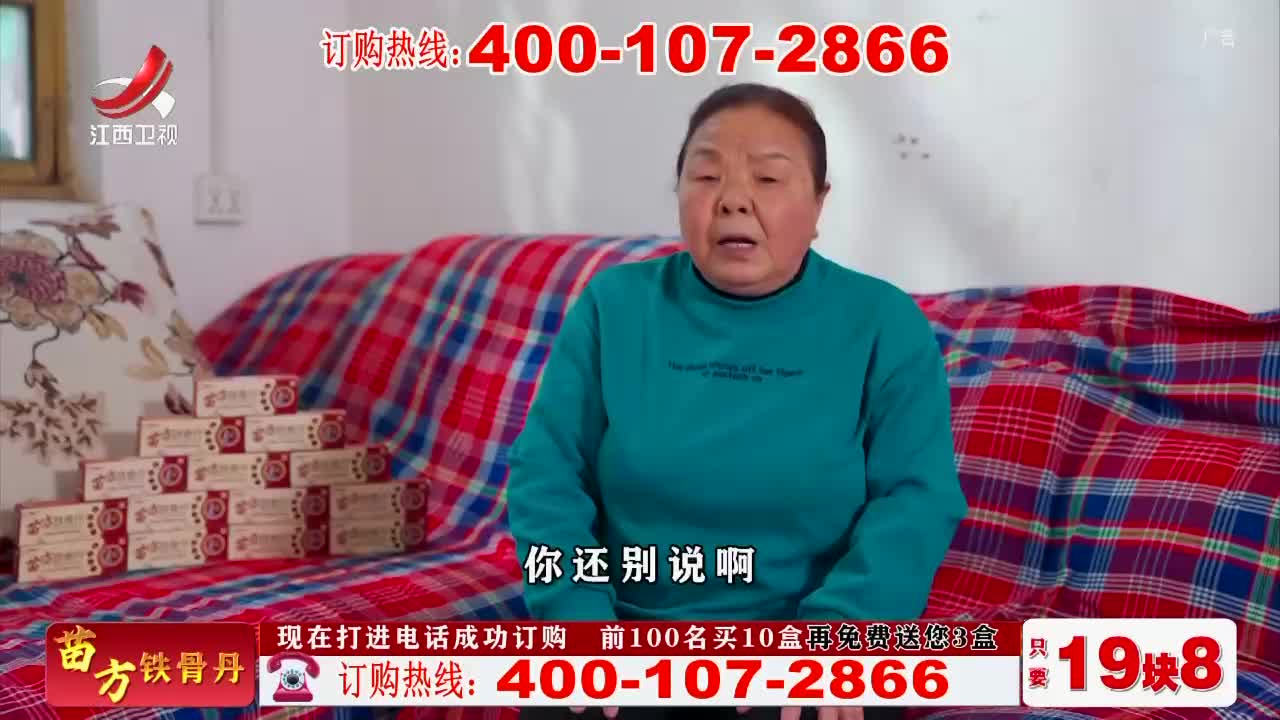 订购热线:400-107-2866
广告
江西卫视
你还别说啊
苗方铁骨丹
现在打进电话成功订购 前100名买10盒再免费送您3盒
订购热线:400-107-2866
只要19块8